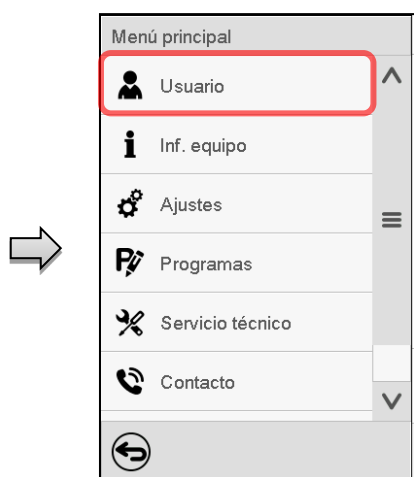 Menú principal
Usuario
Inf. equipo
Ajustes
Programas
Servicio técnico
Contacto